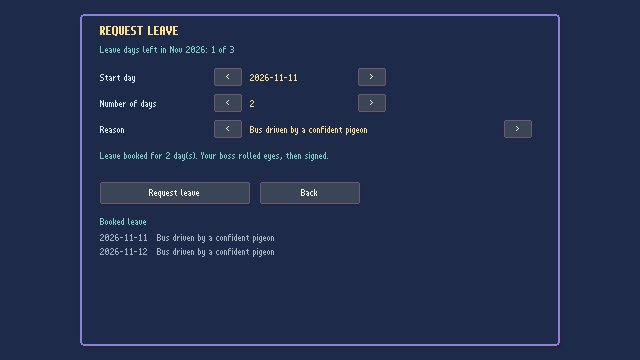 REQUEST LEAVE
Leave days left in Nov 2026: 1 of 3
Start day < 2026-11-11 >
Number of days < 2 >
Reason < Bus driven by a confident pigeon >
Leave booked for 2 day(s). Your boss rolled eyes, then signed.
Request leave Back
Booked leave
2026-11-11 Bus driven by a confident pigeon
2026-11-12 Bus driven by a confident pigeon